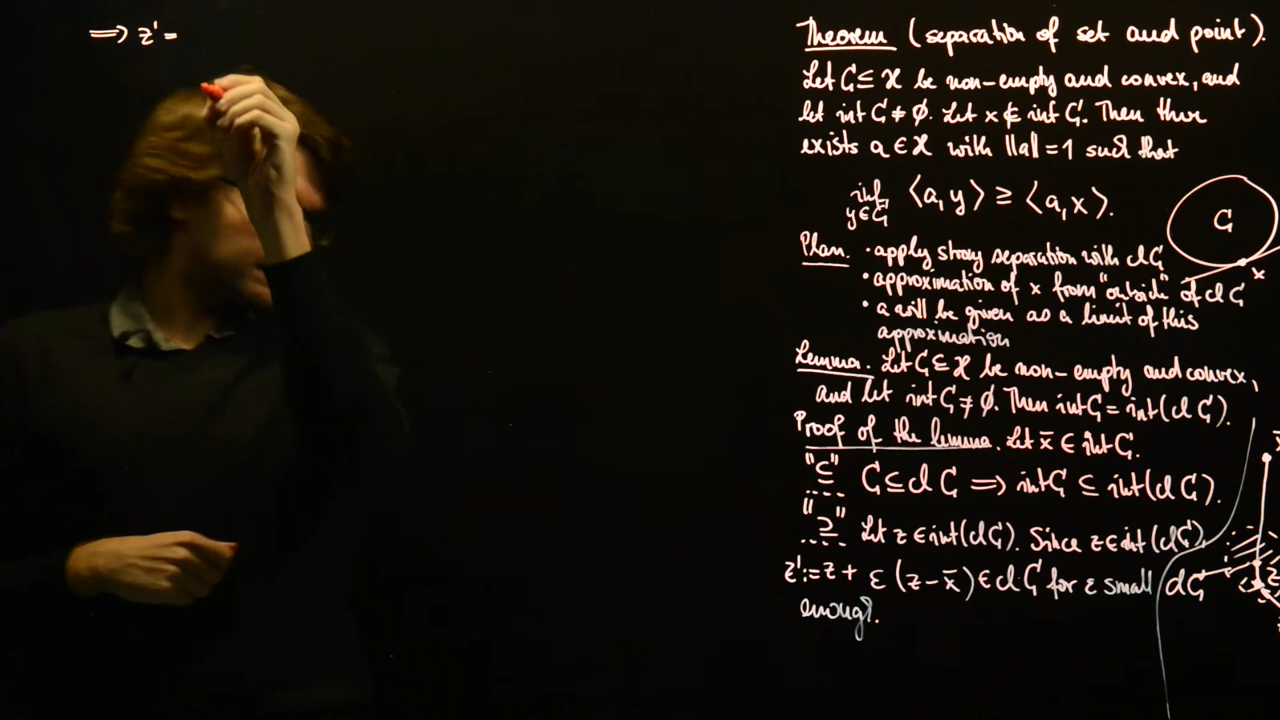 ⟹ z' =
Theorem (separation of set and point).
Let C ⊆ H be non-empty and convex, and
let int C ≠ ∅. Let x ∉ int C. Then there
exists a ∈ H with ||a|| = 1 such that
inf ⟨a,y⟩ ≥ ⟨a,x⟩.
y∈C
C
x
Plan. • apply strong separation with cl C
• approximation of x from "outside" of cl C
• a will be given as a limit of this
approximation
Lemma. Let C ⊆ H be non-empty and convex,
and let int C ≠ ∅. Then int C = int(cl C).
Proof of the lemma. Let x̄ ∈ int C.
"⊆" C ⊆ cl C ⟹ int C ⊆ int(cl C).
"⊇" Let z ∈ int(cl C). Since z ∈ int(cl C),
z' := z + ε(z - x̄) ∈ cl C for ε small
enough.
cl C
z